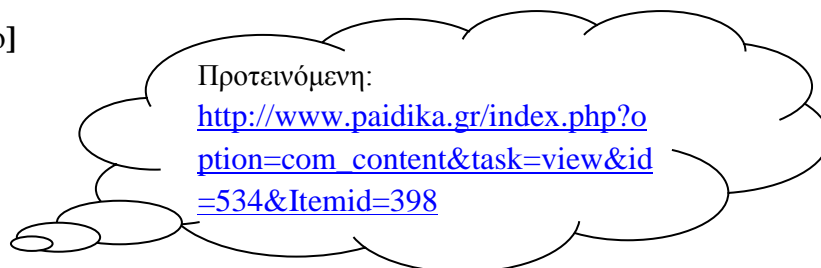 ]
Προτεινόμενη:
http://www.paidika.gr/index.php?o
ption=com_content&task=view&id
=534&Itemid=398